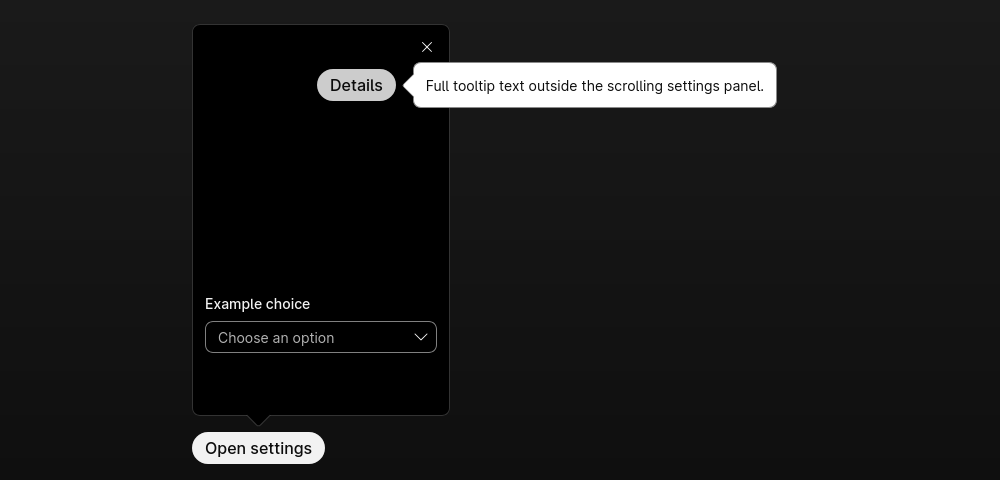 Details
Full tooltip text outside the scrolling settings panel.
Example choice
Choose an option
Open settings